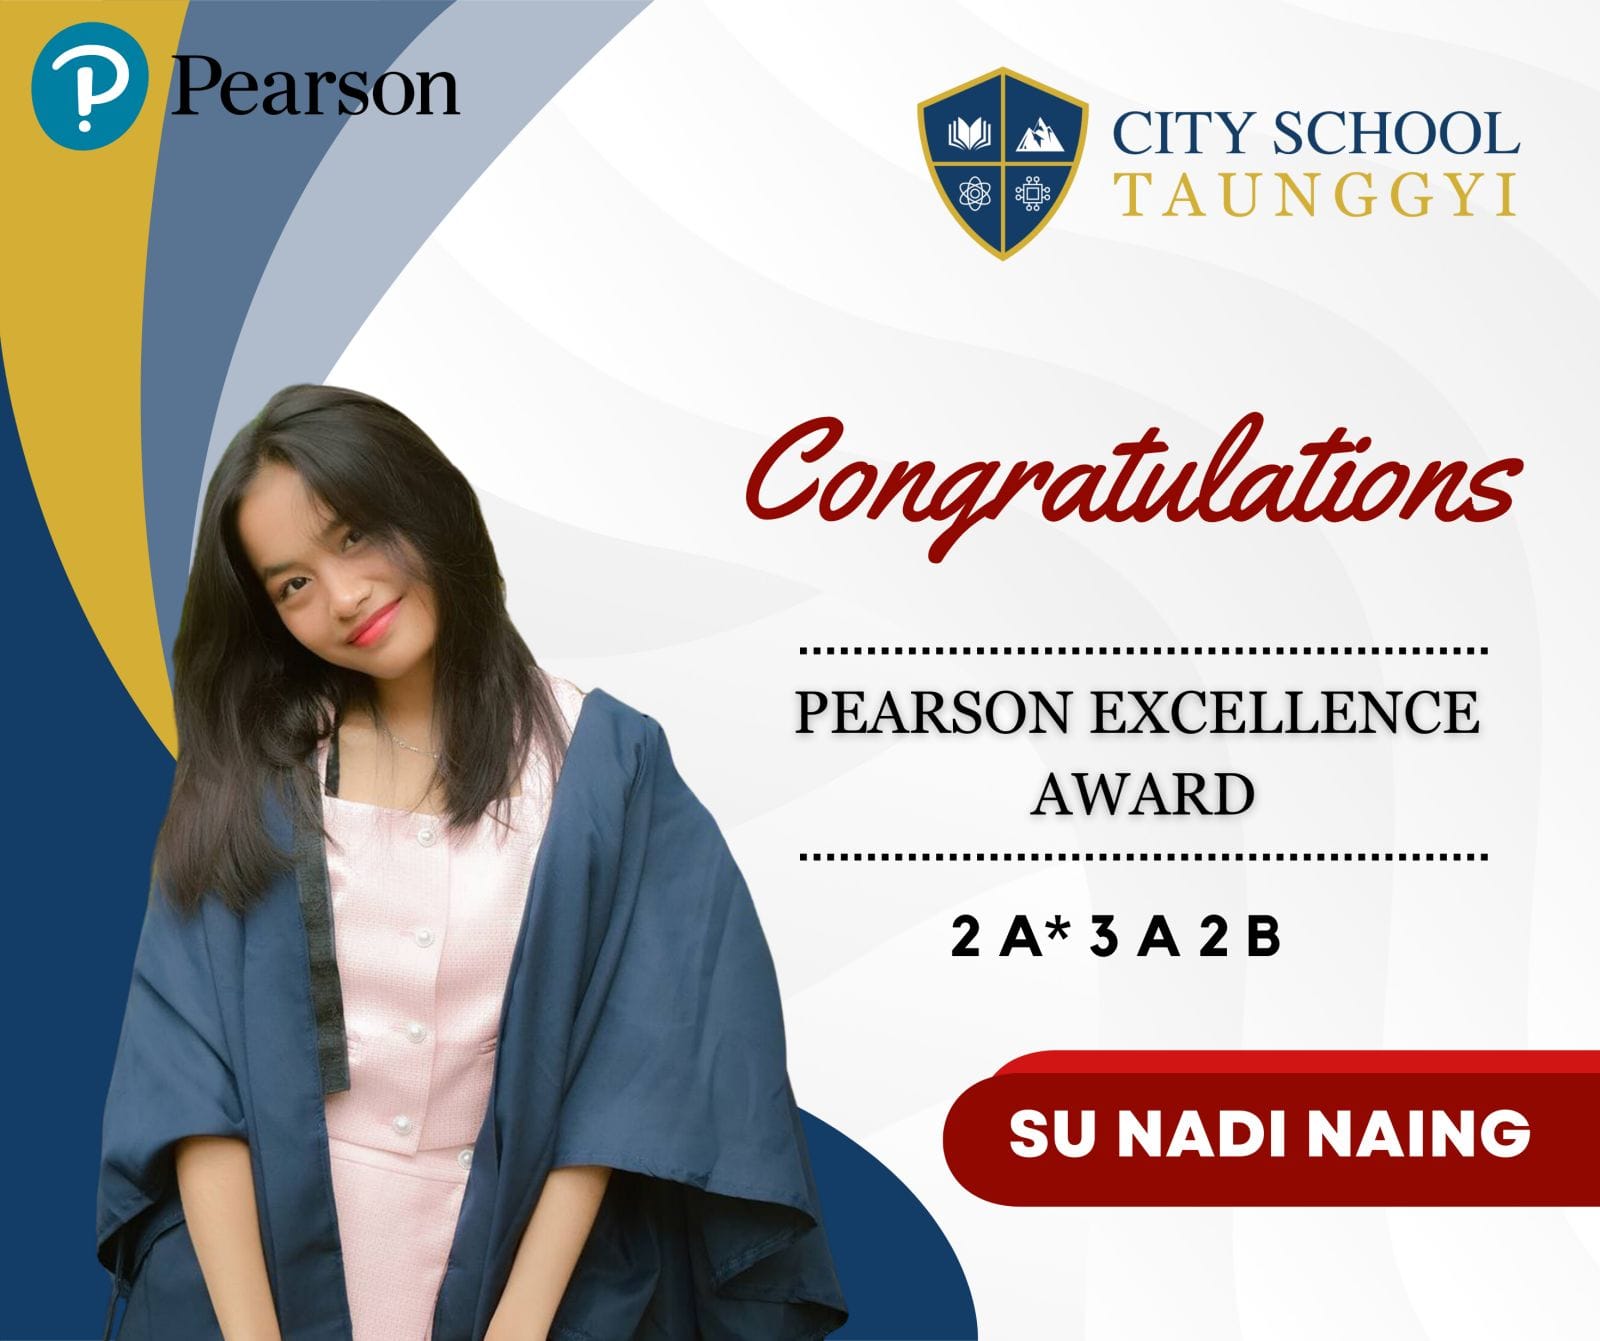 Pearson
CITY SCHOOL
TAUNGGYI
Congratulations
PEARSON EXCELLENCE
AWARD
2 A* 3 A 2 B
SU NADI NAING